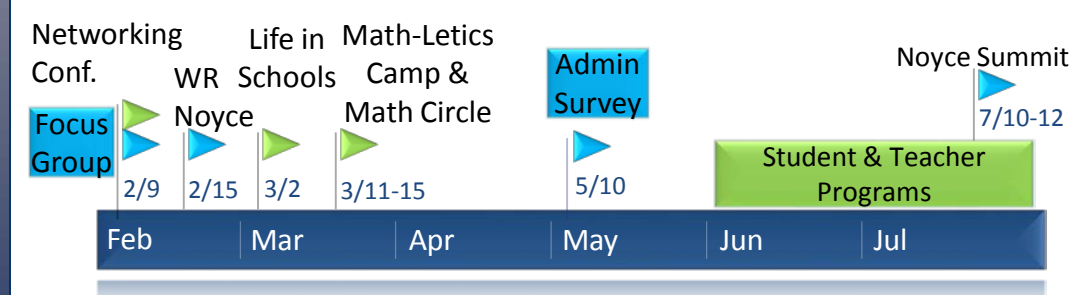 Networking
Conf.
Focus
Group
2/9
WR
Noyce
2/15
Life in
Schools
3/2
Math-Letics
Camp &
Math Circle
3/11-15
Admin
Survey
5/10
Noyce Summit
7/10-12
Student & Teacher
Programs
Feb
Mar
Apr
May
Jun
Jul